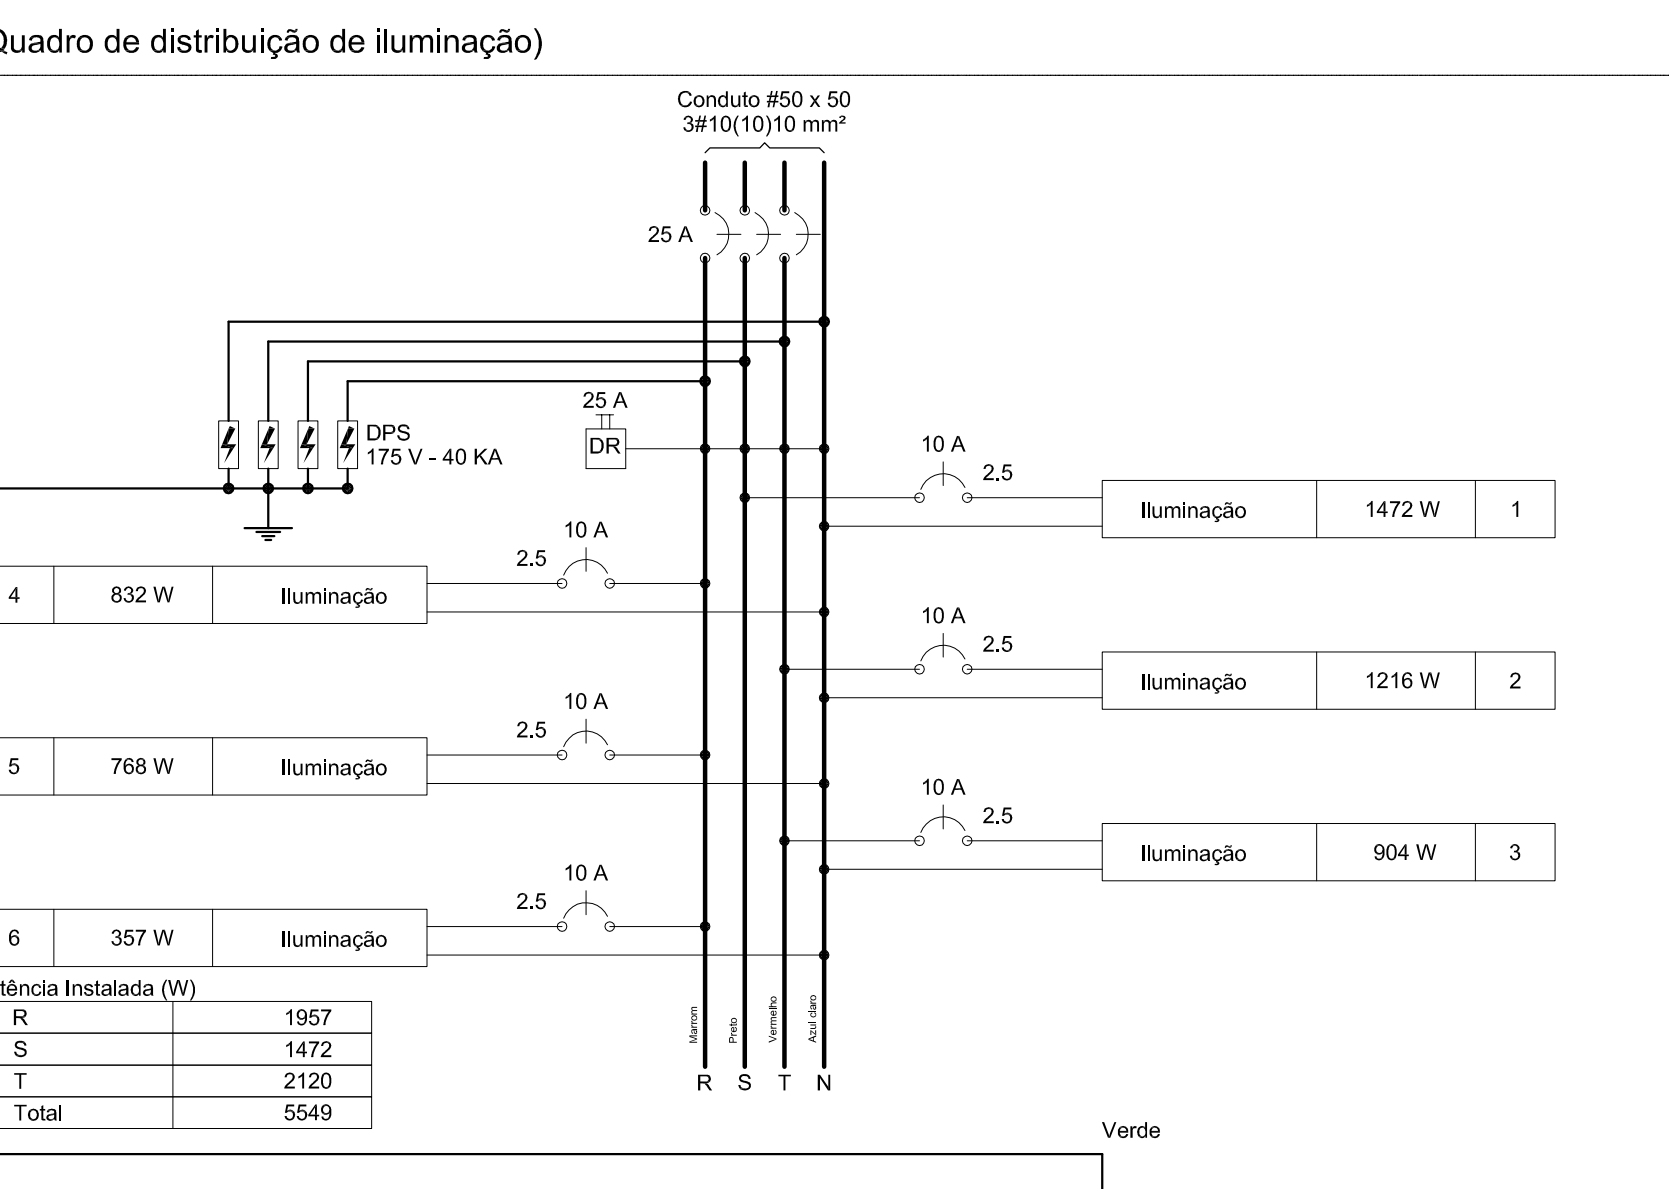 Quadro de distribuição de iluminação)
Conduto #50 x 50
3#10(10)10 mm²
25 A
25 A
DR
DPS
175 V - 40 KA
10 A
2.5
Iluminação 1472 W 1
10 A
2.5
4 832 W Iluminação
10 A
2.5
Iluminação 1216 W 2
10 A
2.5
5 768 W Iluminação
10 A
2.5
Iluminação 904 W 3
10 A
2.5
6 357 W Iluminação
tência Instalada (W)
R 1957
S 1472
T 2120
Total 5549
Marrom
Preto
Vermelho
Azul claro
R S T N
Verde